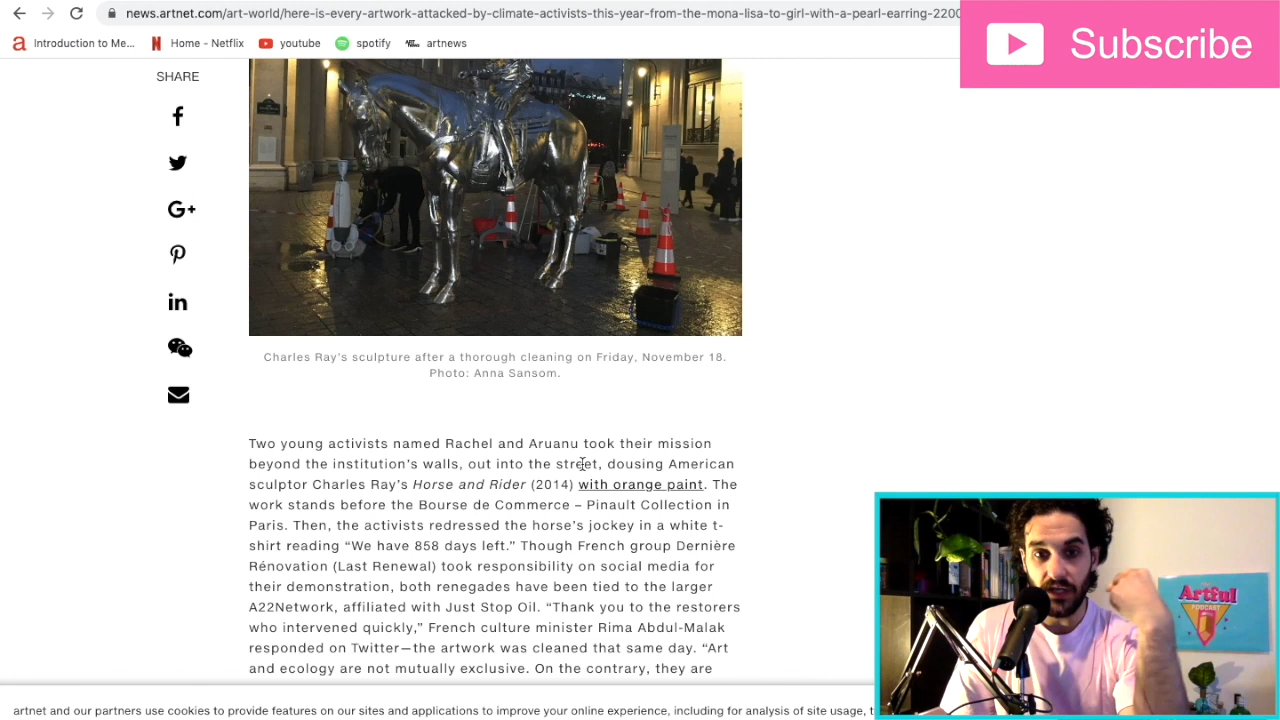 news.artnet.com/art-world/here-is-every-artwork-attacked-by-climate-activists-this-year-from-the-mona-lisa-to-girl-with-a-pearl-earring-2200
Subscribe
a Introduction to Me... N Home - Netflix youtube spotify ART news artnews
SHARE
f
G+
in
Charles Ray's sculpture after a thorough cleaning on Friday, November 18.
Photo: Anna Sansom.
Two young activists named Rachel and Aruanu took their mission
beyond the institution's walls, out into the street, dousing American
sculptor Charles Ray's Horse and Rider (2014) with orange paint. The
work stands before the Bourse de Commerce – Pinault Collection in
Paris. Then, the activists redressed the horse's jockey in a white t-
shirt reading “We have 858 days left.” Though French group Dernière
Rénovation (Last Renewal) took responsibility on social media for
their demonstration, both renegades have been tied to the larger
A22Network, affiliated with Just Stop Oil. “Thank you to the restorers
who intervened quickly,” French culture minister Rima Abdul-Malak
responded on Twitter—the artwork was cleaned that same day. “Art
and ecology are not mutually exclusive. On the contrary, they are
Artful
PODCAST
artnet and our partners use cookies to provide features on our sites and applications to improve your online experience, including for analysis of site usage,